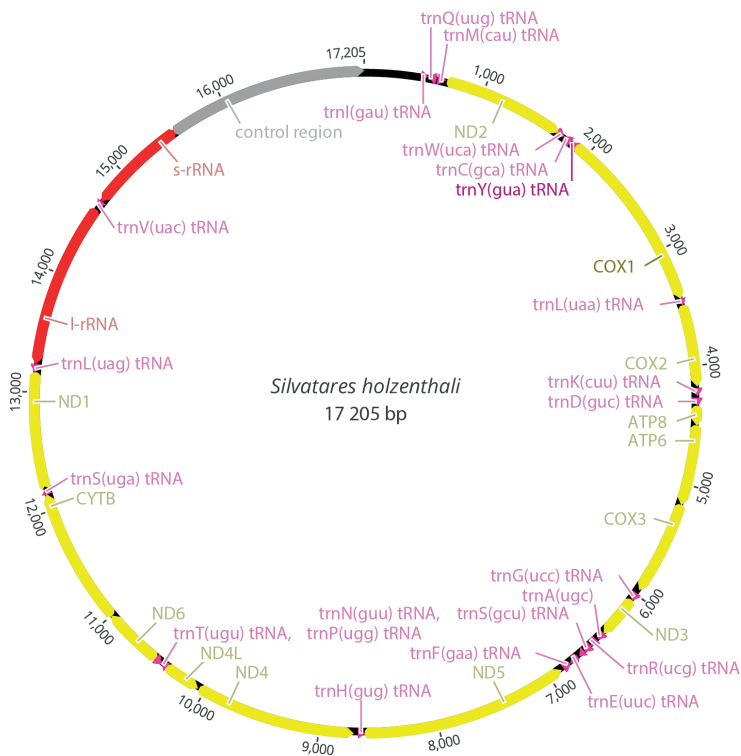 trnQ(uug) tRNA
trnM(cau) tRNA
17,205
16,000
1,000
trnI(gau) tRNA
control region
ND2
trnW(uca) tRNA
2,000
15,000
s-rRNA
trnC(gca) tRNA
trnY(gua) tRNA
trnV(uac) tRNA
3,000
14,000
COX1
trnL(uaa) tRNA
l-rRNA
trnL(uag) tRNA
COX2
4,000
Silvatares holzenthali
trnK(cuu) tRNA
13,000
ND1
17 205 bp
trnD(guc) tRNA
ATP8
ATP6
trnS(uga) tRNA
5,000
CYTB
12,000
COX3
trnG(ucc) tRNA
trnA(ugc)
6,000
ND6
trnN(guu) tRNA,
trnS(gcu) tRNA
ND3
11,000
trnT(ugu) tRNA,
trnP(ugg) tRNA
ND4L
trnF(gaa) tRNA
trnR(ucg) tRNA
ND4
trnH(gug) tRNA
ND5
7,000
trnE(uuc) tRNA
10,000
9,000
8,000